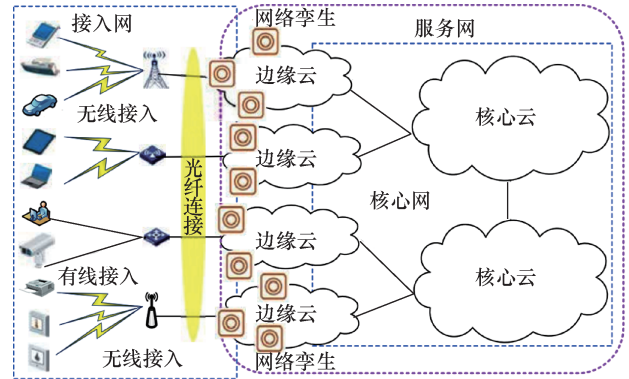 接入网
网络孪生
服务网
边缘云
无线接入
核心云
边缘云
光纤连接
核心网
边缘云
有线接入
核心云
边缘云
无线接入
网络孪生